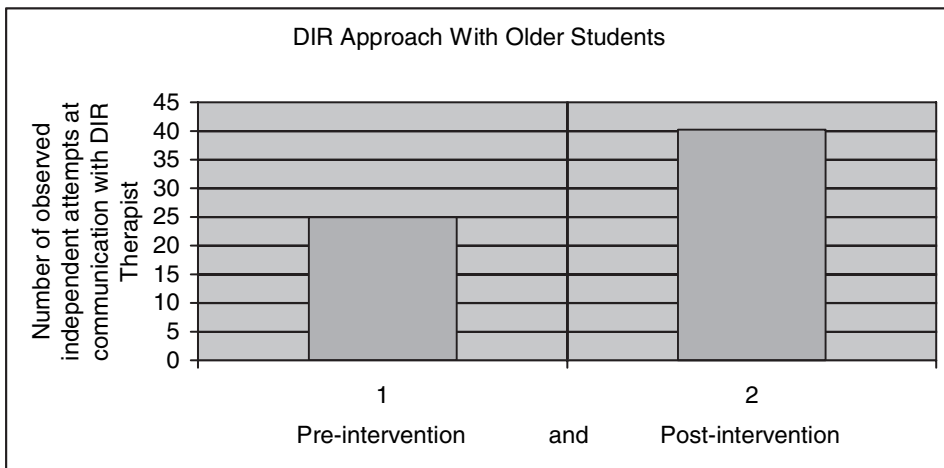 DIR Approach With Older Students
Number of observed
independent attempts at
communication with DIR
Therapist
45
40
35
30
25
20
15
10
5
0
1 2
Pre-intervention and Post-intervention